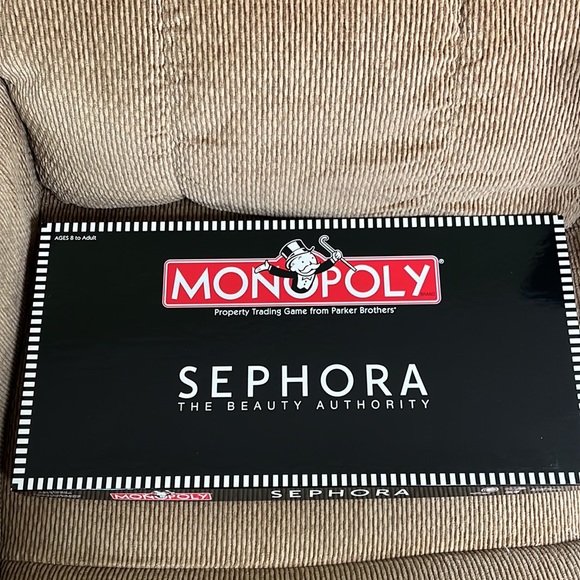 AGES 8 to Adult
MONOPOLY®
Property Trading Game from Parker Brothers®
SEPHORA
THE BEAUTY AUTHORITY
MONOPOLY
SEPHORA